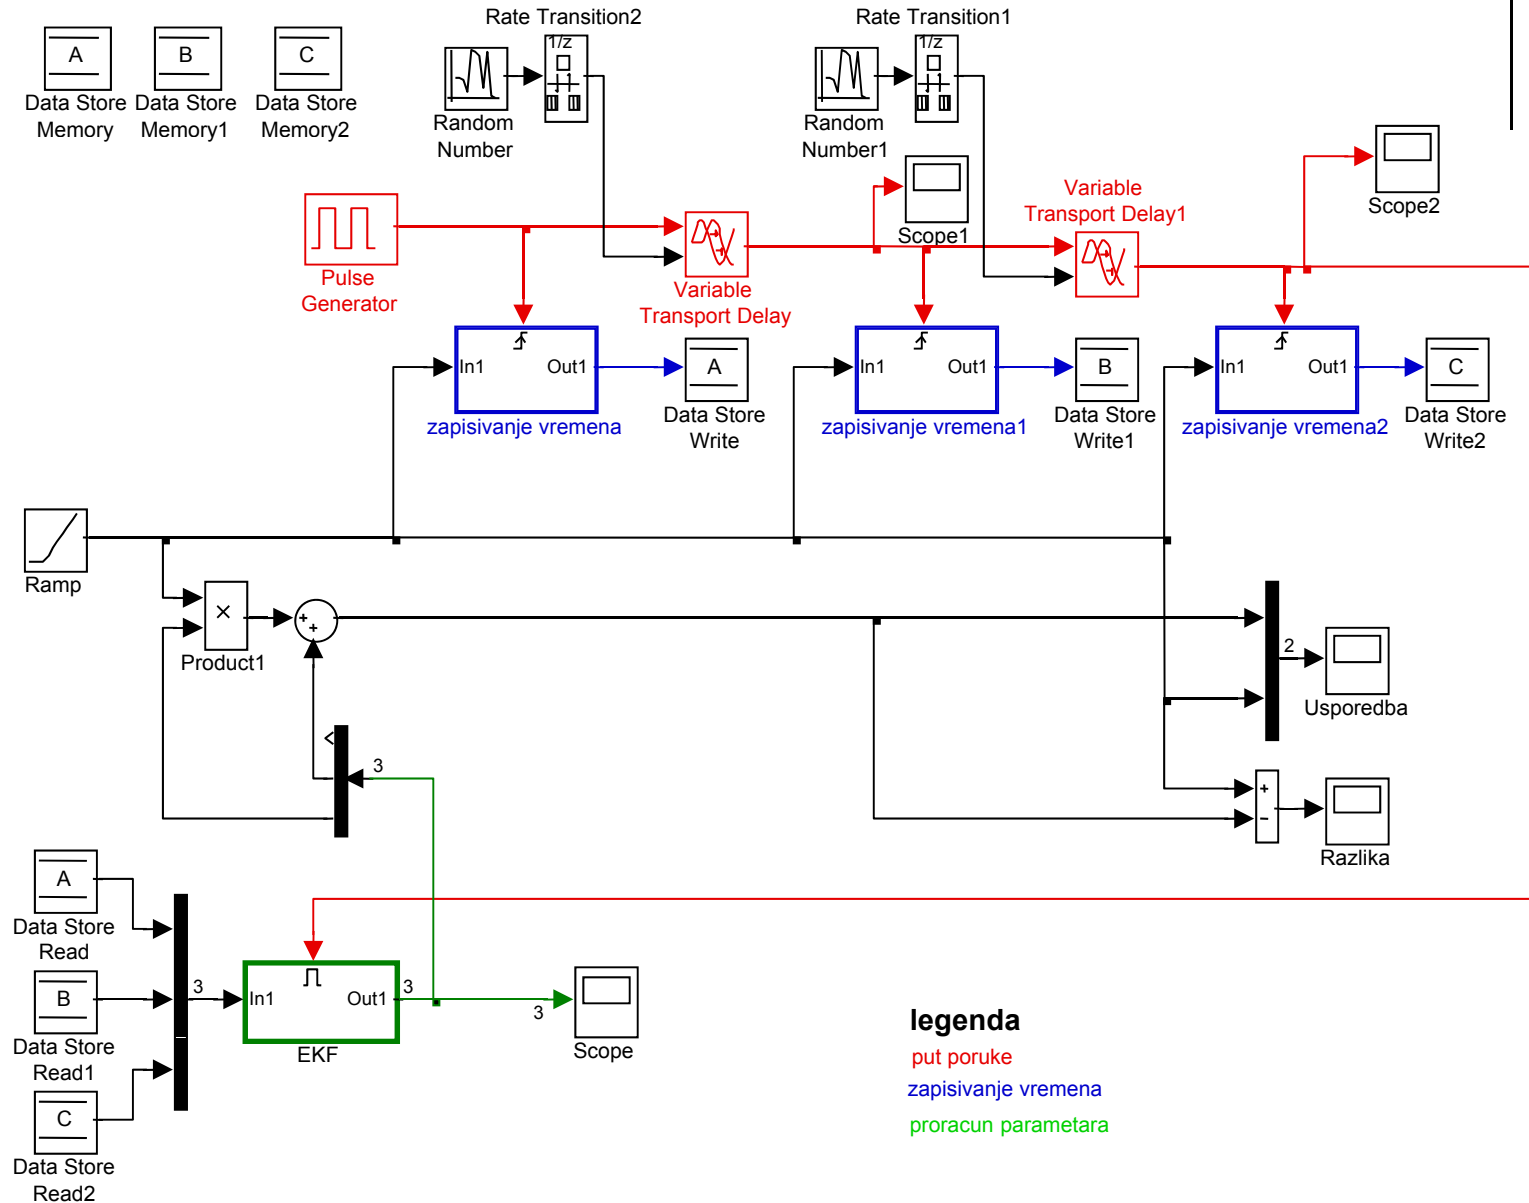 Rate Transition2
Rate Transition1
A
B
C
1/z
1/z
Data Store
Memory
Data Store
Memory1
Data Store
Memory2
Random
Number
Random
Number1
Scope1
Variable
Transport Delay1
Scope2
Pulse
Generator
Variable
Transport Delay
In1
Out1
A
In1
Out1
B
In1
Out1
C
zapisivanje vremena
Data Store
Write
zapisivanje vremena1
Data Store
Write1
zapisivanje vremena2
Data Store
Write2
Ramp
×
+
+
Product1
2
Usporedba
3
+
−
Razlika
A
Data Store
Read
B
Data Store
Read1
C
Data Store
Read2
3
In1
Out1
3
EKF
3
Scope
legenda
put poruke
zapisivanje vremena
proracun parametara